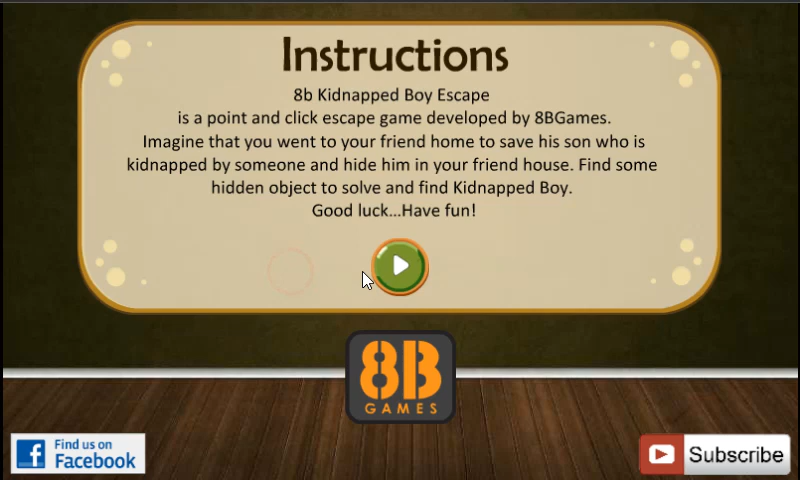 Instructions
8b Kidnapped Boy Escape
is a point and click escape game developed by 8BGames.
Imagine that you went to your friend home to save his son who is
kidnapped by someone and hide him in your friend house. Find some
hidden object to solve and find Kidnapped Boy.
Good luck...Have fun!
8B
GAMES
Find us on
Facebook
Subscribe